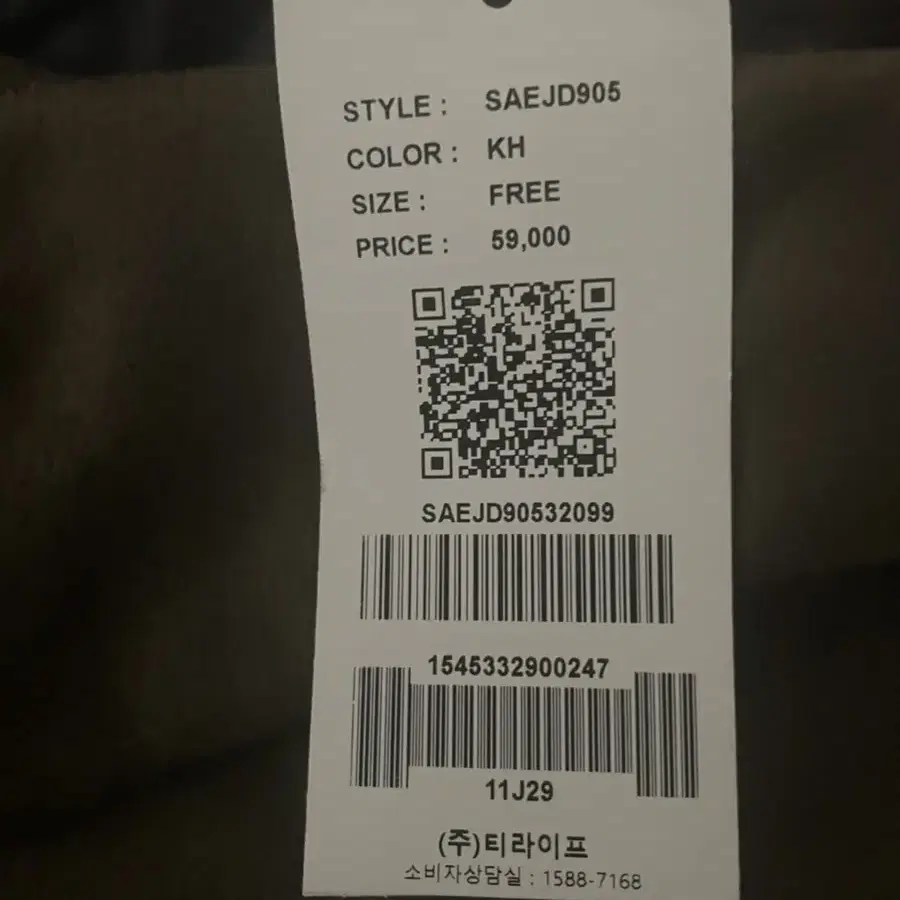 STYLE : SAEJD905
COLOR : KH
SIZE : FREE
PRICE : 59,000
SAEJD90532099
1545332900247
11J29
(주)티라이프
소비자상담실 : 1588-7168